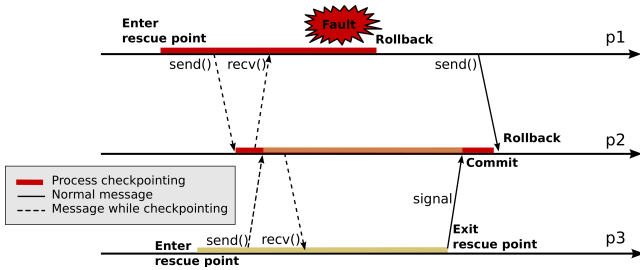 Enter
rescue point
Fault
Rollback
p1
send()
recv()
send()
Rollback
p2
Commit
Process checkpointing
Normal message
Message while checkpointing
signal
send()
recv()
Exit
rescue point
p3
Enter
rescue point